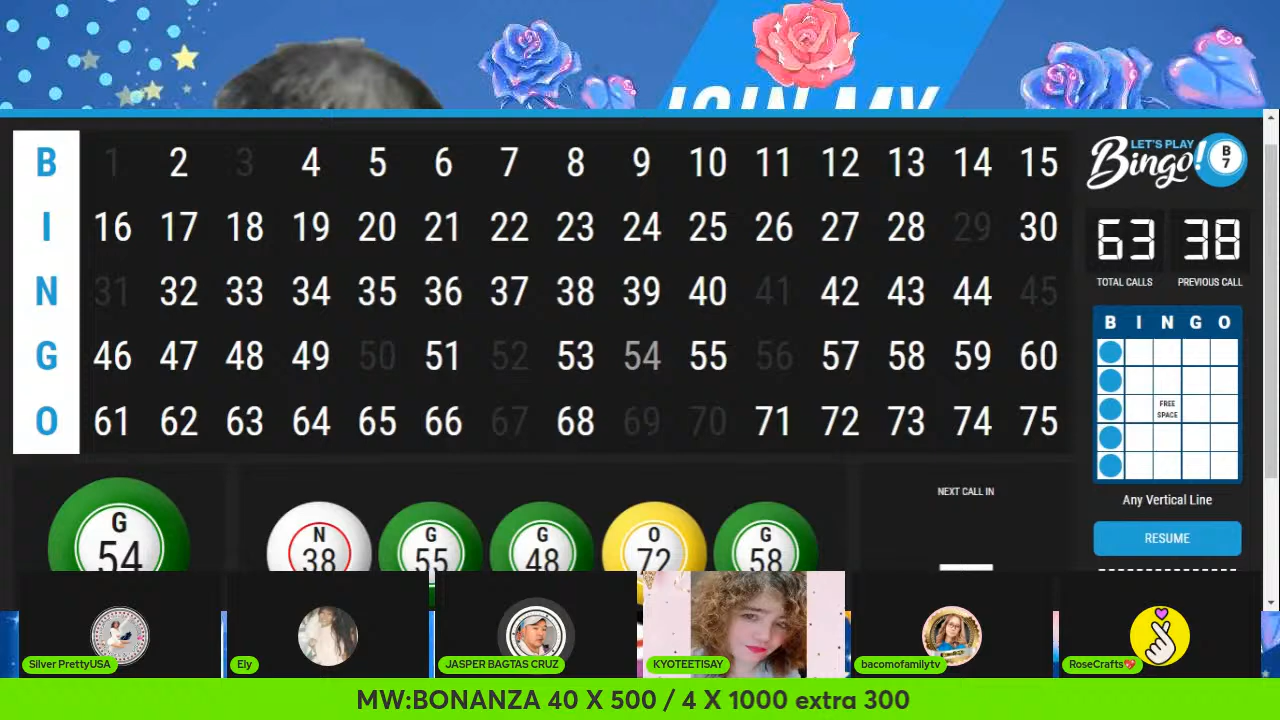 JOIN MY
B 1 2 3 4 5 6 7 8 9 10 11 12 13 14 15
I 16 17 18 19 20 21 22 23 24 25 26 27 28 29 30
N 31 32 33 34 35 36 37 38 39 40 41 42 43 44 45
G 46 47 48 49 50 51 52 53 54 55 56 57 58 59 60
O 61 62 63 64 65 66 67 68 69 70 71 72 73 74 75
LET'S PLAY
Bingo!
B
7
63 38
TOTAL CALLS PREVIOUS CALL
B I N G O
FREE
SPACE
Any Vertical Line
RESUME
NEXT CALL IN
G
54
N
38
G
55
G
48
O
72
G
58
Silver PrettyUSA
Ely
JASPER BAGTAS CRUZ
KYOTEETISAY
bacomofamilytv
RoseCrafts💖
MW:BONANZA 40 X 500 / 4 X 1000 extra 300